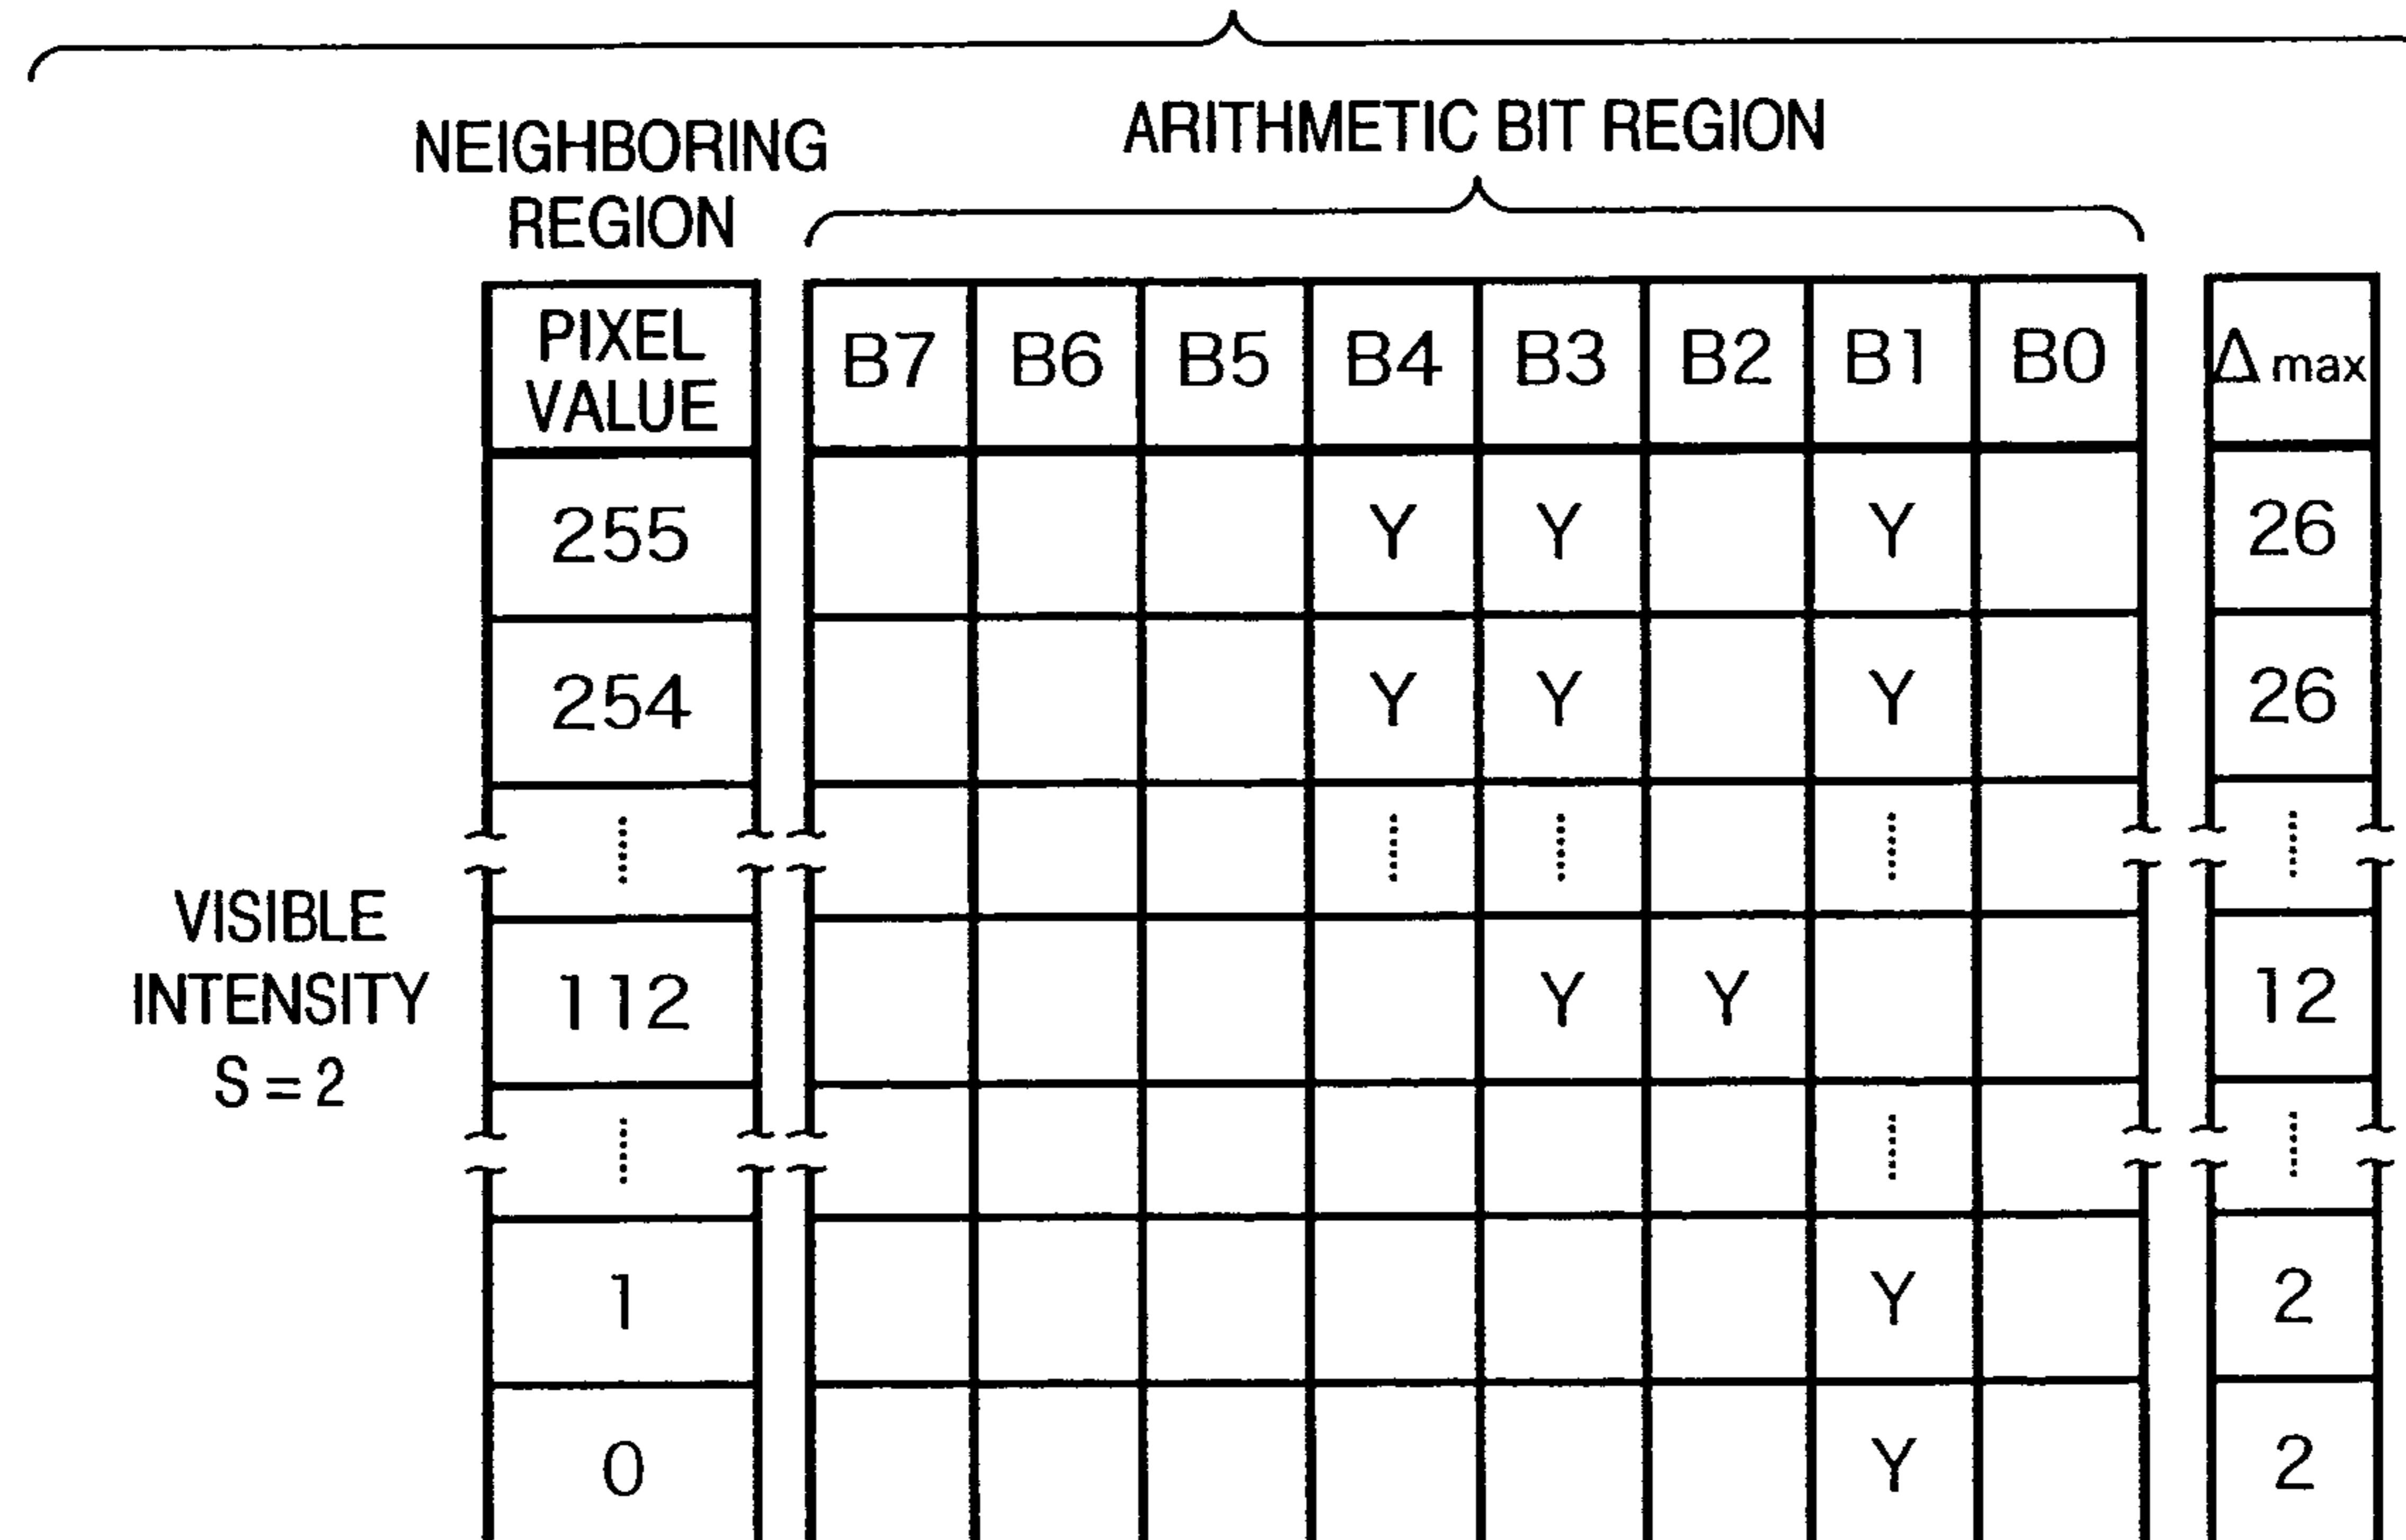 ARITHMETIC BIT REGION
NEIGHBORING
REGION
PIXEL
VALUE
B7 B6 B5 B4 B3 B2 B1 B0 Δ max
255 Y Y Y 26
254 Y Y Y 26
VISIBLE
INTENSITY
S = 2
112 Y Y 12
1 Y 2
0 Y 2